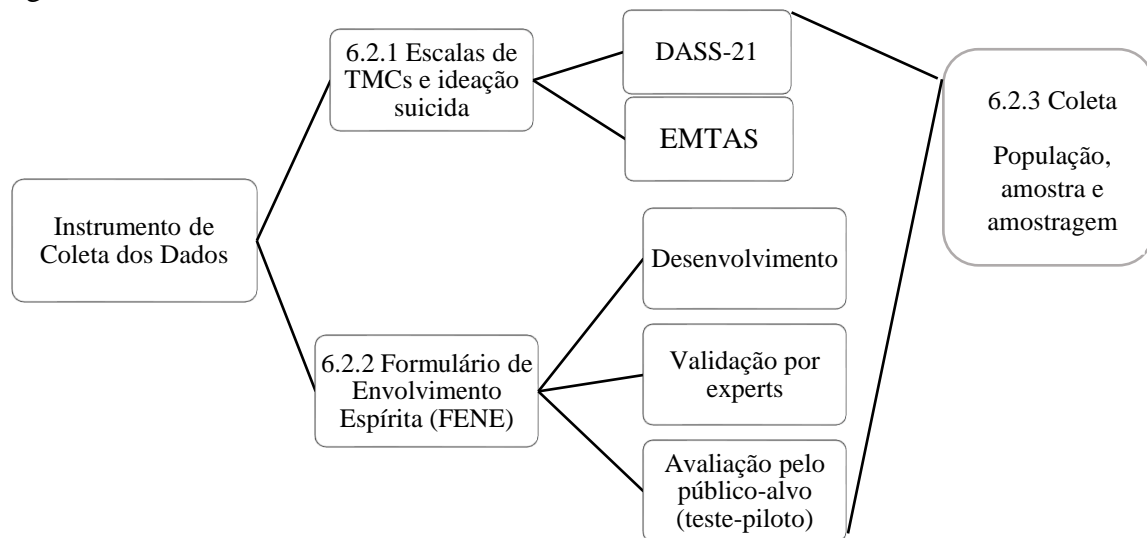 6.2.1 Escalas de
TMCs e ideação
suicida
DASS-21
EMTAS
6.2.3 Coleta
População,
amostra e
amostragem
Instrumento de
Coleta dos Dados
Desenvolvimento
6.2.2 Formulário de
Envolvimento
Espírita (FENE)
Validação por
experts
Avaliação pelo
público-alvo
(teste-piloto)